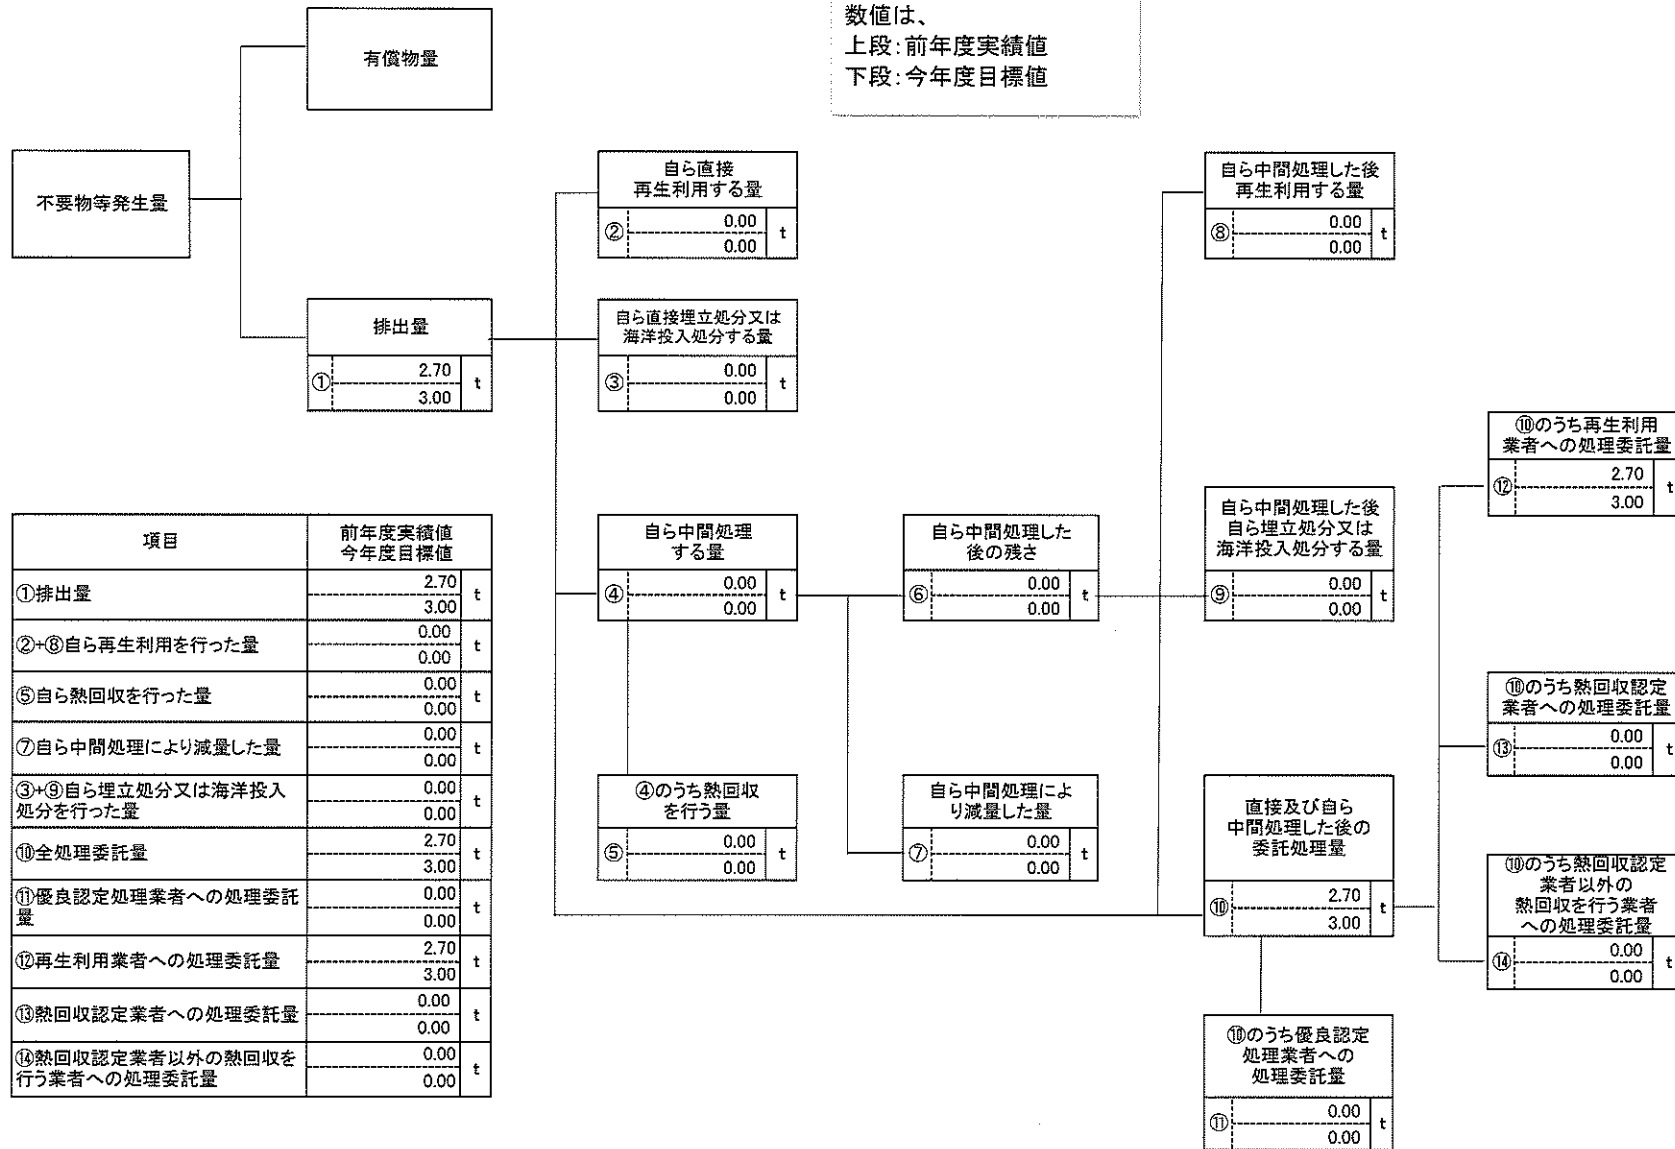 数値は、
上段:前年度実績値
下段:今年度目標値
有償物量
不要物等発生量
排出量
① 2.70 t
3.00
自ら直接
再生利用する量
② 0.00 t
0.00
自ら直接埋立処分又は
海洋投入処分する量
③ 0.00 t
0.00
自ら中間処理
する量
④ 0.00 t
0.00
④のうち熱回収
を行う量
⑤ 0.00 t
0.00
自ら中間処理した
後の残さ
⑥ 0.00 t
0.00
自ら中間処理によ
り減量した量
⑦ 0.00 t
0.00
自ら中間処理した後
再生利用する量
⑧ 0.00 t
0.00
自ら中間処理した後
自ら埋立処分又は
海洋投入処分する量
⑨ 0.00 t
0.00
直接及び自ら
中間処理した後の
委託処理量
⑩ 2.70 t
3.00
⑩のうち優良認定
処理業者への
処理委託量
⑪ 0.00 t
0.00
⑩のうち再生利用
業者への処理委託量
⑫ 2.70 t
3.00
⑩のうち熱回収認定
業者への処理委託量
⑬ 0.00 t
0.00
⑩のうち熱回収認定
業者以外の
熱回収を行う業者
への処理委託量
⑭ 0.00 t
0.00
項目 前年度実績値
今年度目標値
①排出量 2.70 t
3.00
②+⑧自ら再生利用を行った量 0.00 t
0.00
⑤自ら熱回収を行った量 0.00 t
0.00
⑦自ら中間処理により減量した量 0.00 t
0.00
③+⑨自ら埋立処分又は海洋投入 0.00 t
処分を行った量 0.00
⑩全処理委託量 2.70 t
3.00
⑪優良認定処理業者への処理委託 0.00 t
量 0.00
⑫再生利用業者への処理委託量 2.70 t
3.00
⑬熱回収認定業者への処理委託量 0.00 t
0.00
⑭熱回収認定業者以外の熱回収を 0.00 t
行う業者への処理委託量 0.00